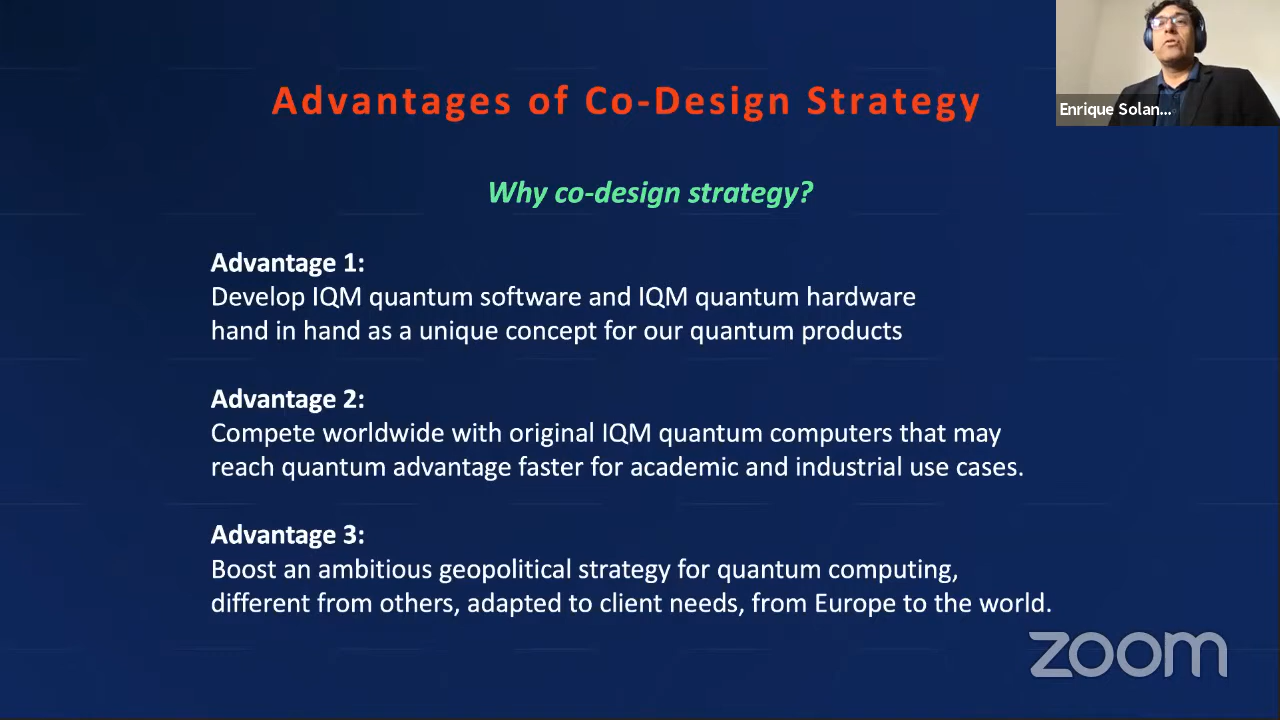 Advantages of Co-Design Strategy
Enrique Solan...
Why co-design strategy?
Advantage 1:
Develop IQM quantum software and IQM quantum hardware
hand in hand as a unique concept for our quantum products
Advantage 2:
Compete worldwide with original IQM quantum computers that may
reach quantum advantage faster for academic and industrial use cases.
Advantage 3:
Boost an ambitious geopolitical strategy for quantum computing,
different from others, adapted to client needs, from Europe to the world.
zoom